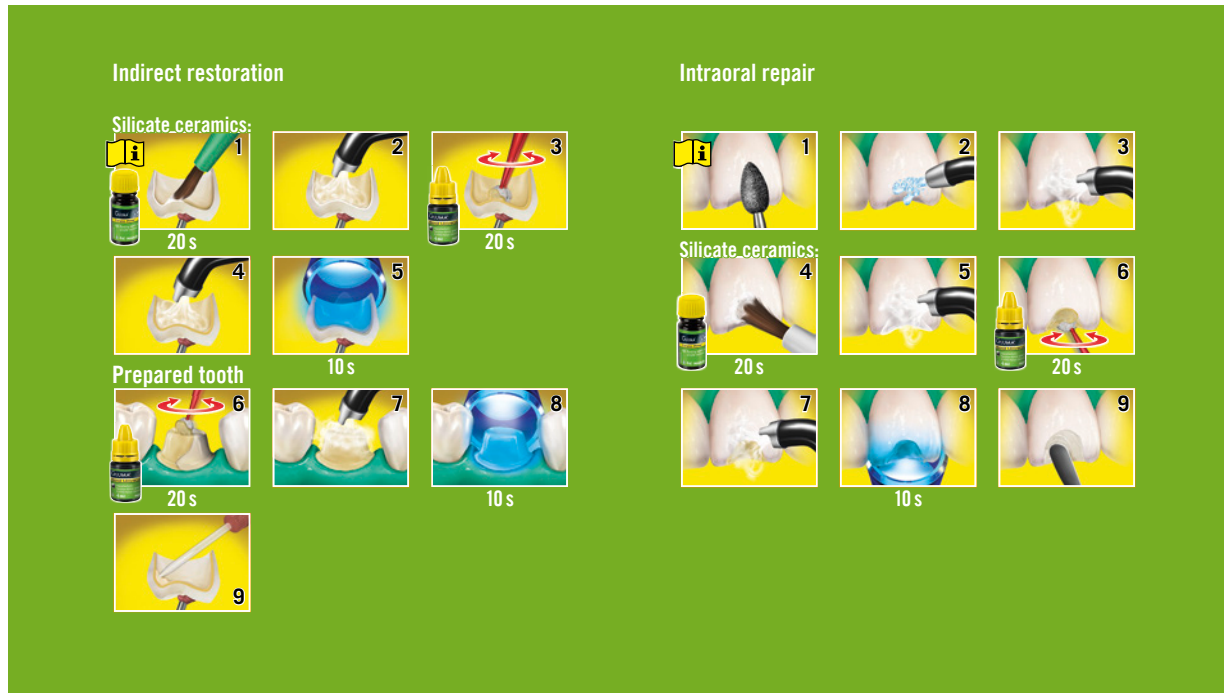 Indirect restoration
Silicate ceramics:
1
2
3
i
20 s
20 s
4
5
10 s
Prepared tooth
6
7
8
20 s
10 s
9
Intraoral repair
1
2
3
i
Silicate ceramics:
4
5
6
20 s
20 s
7
8
9
10 s